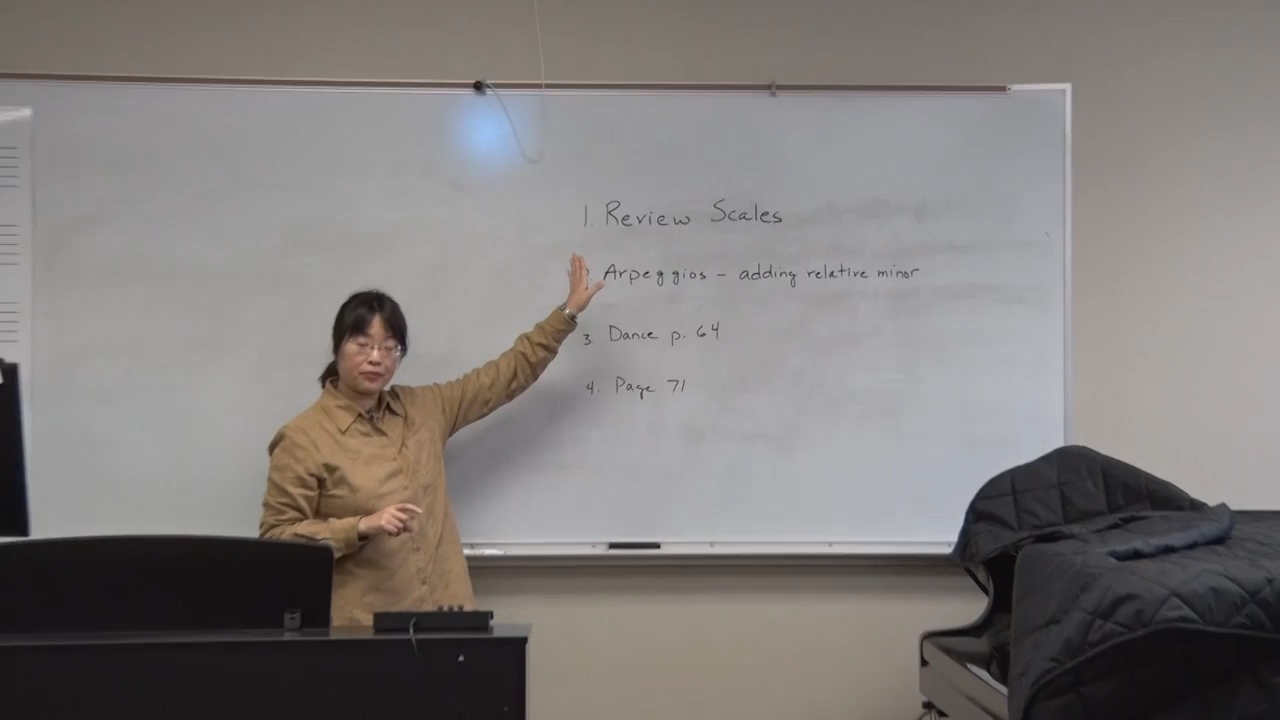 1. Review Scales
Arpeggios – adding relative minor
3. Dance p. 64
4. Page 71